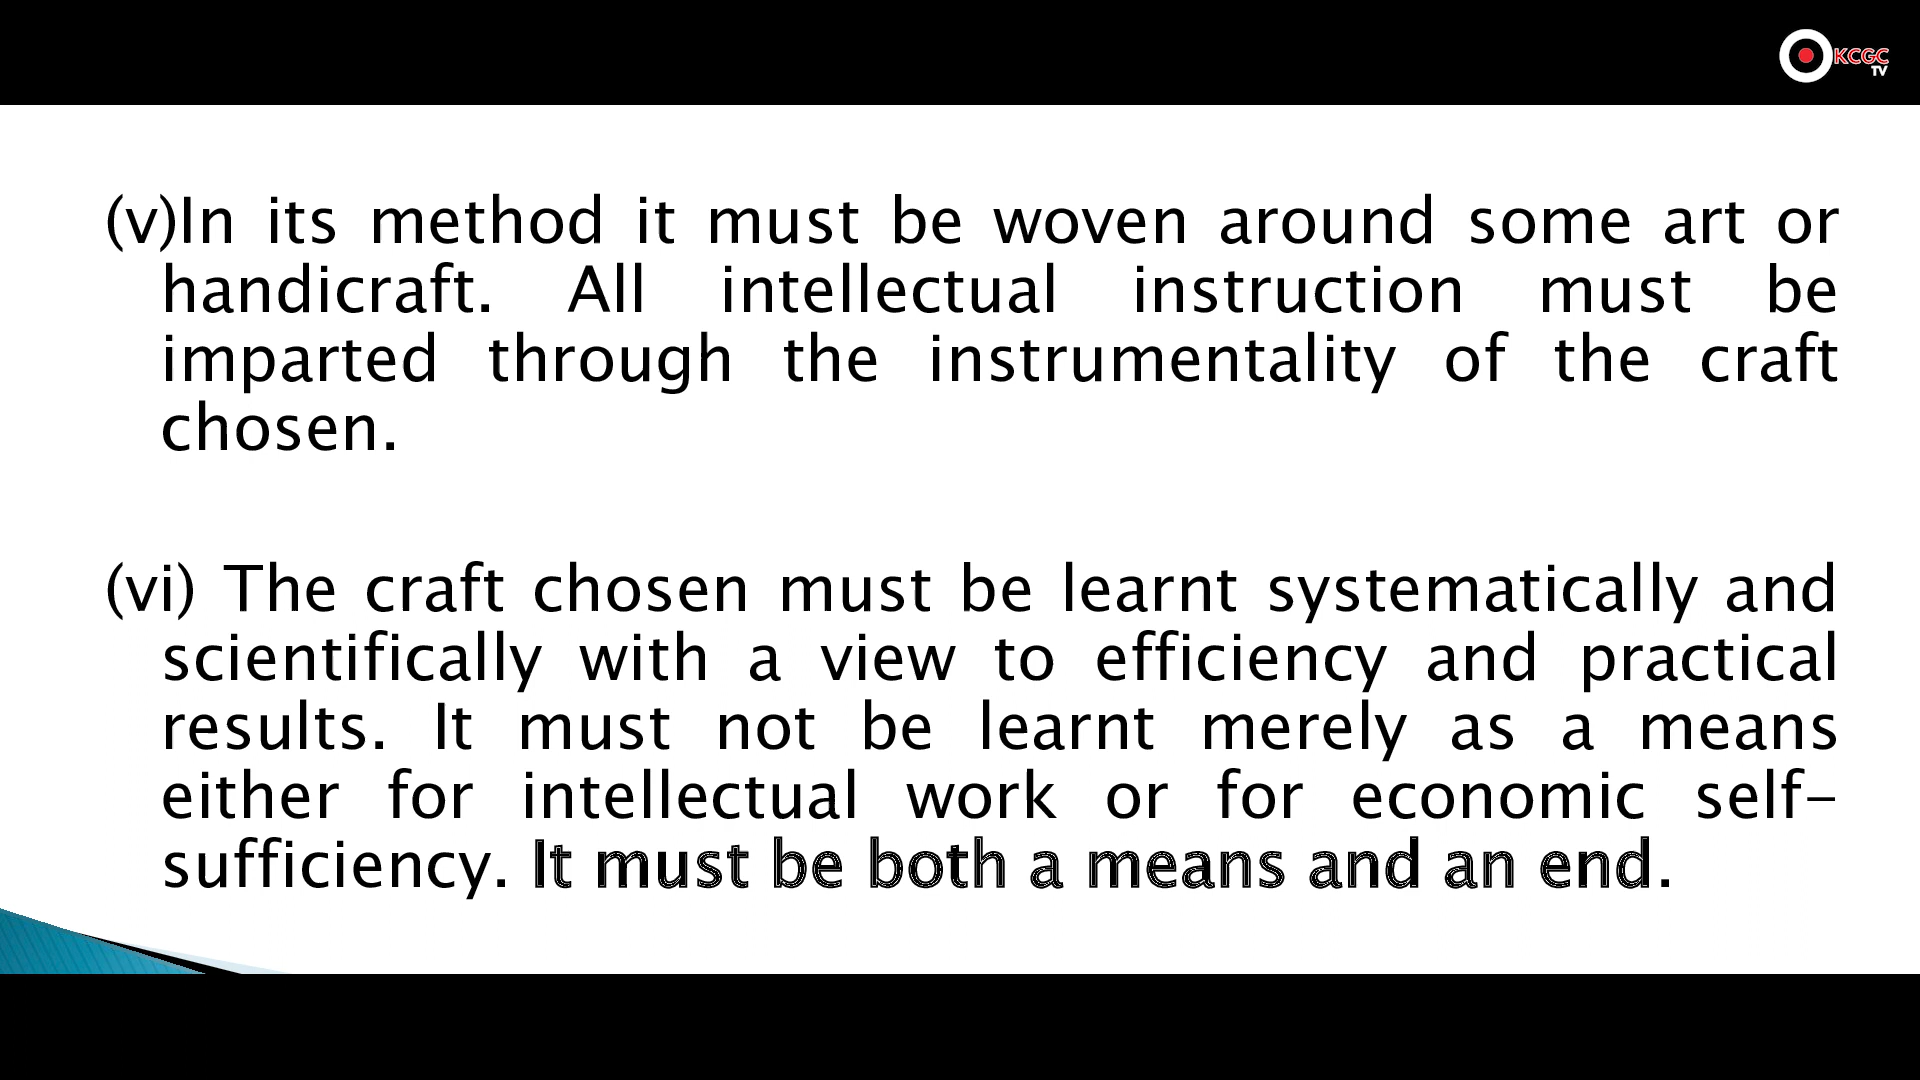 KCGC
TV
(v)In its method it must be woven around some art or
handicraft. All intellectual instruction must be
imparted through the instrumentality of the craft
chosen.
(vi) The craft chosen must be learnt systematically and
scientifically with a view to efficiency and practical
results. It must not be learnt merely as a means
either for intellectual work or for economic self-
sufficiency. It must be both a means and an end.